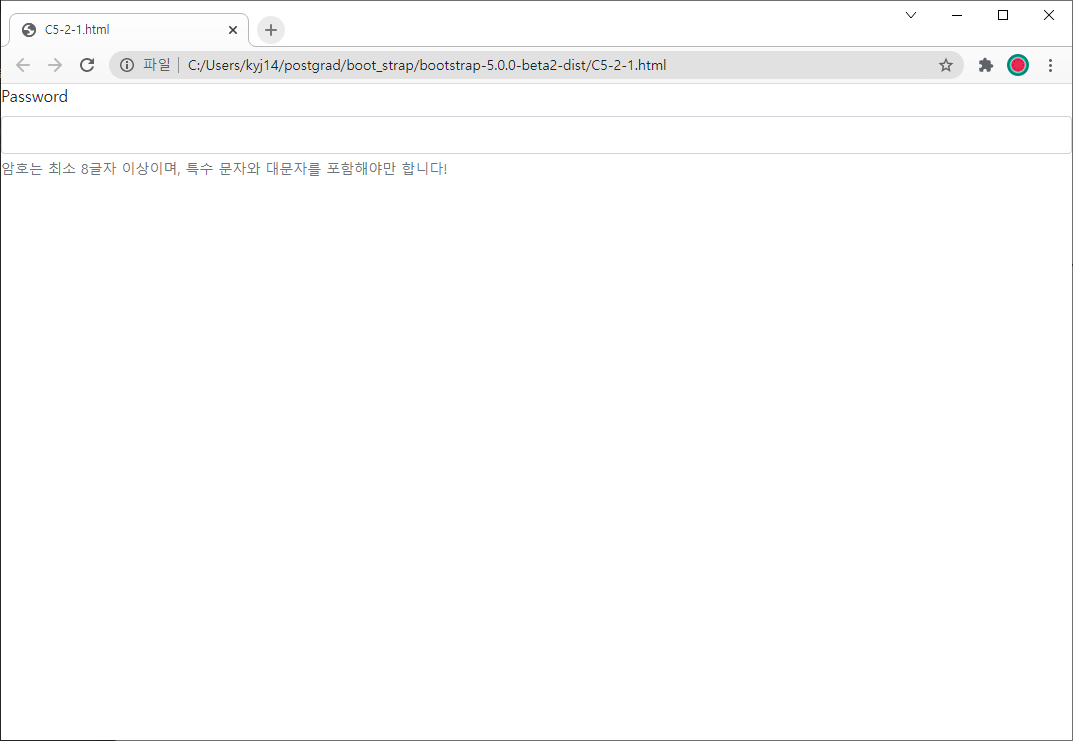 C5-2-1.html
파일 C:/Users/kyj14/postgrad/boot_strap/bootstrap-5.0.0-beta2-dist/C5-2-1.html
Password
암호는 최소 8글자 이상이며, 특수 문자와 대문자를 포함해야만 합니다!